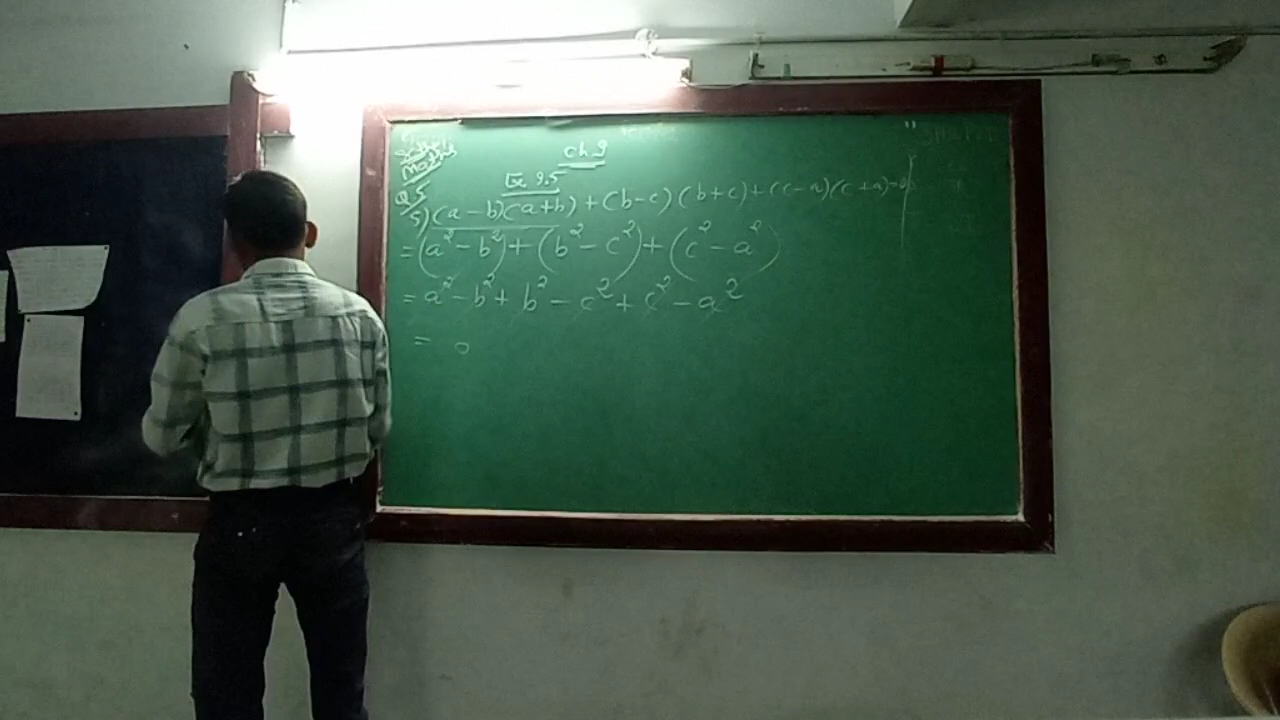 Maths
Ch.9
Ex 9.5
Q5
5) (a-b)(a+b) + (b-c)(b+c) + (c-a)(c+a)=0
= (a² - b²) + (b² - c²) + (c² - a²)
= a² - b² + b² - c² + c² - a²
= 0